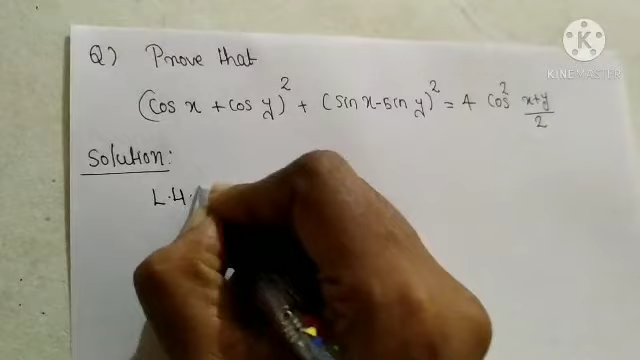 Q) Prove that
(Cos x + cos y)² + (sin x - sin y)² = 4 Cos² x+y/2
Solution:
L.H.
K
KINEMASTER